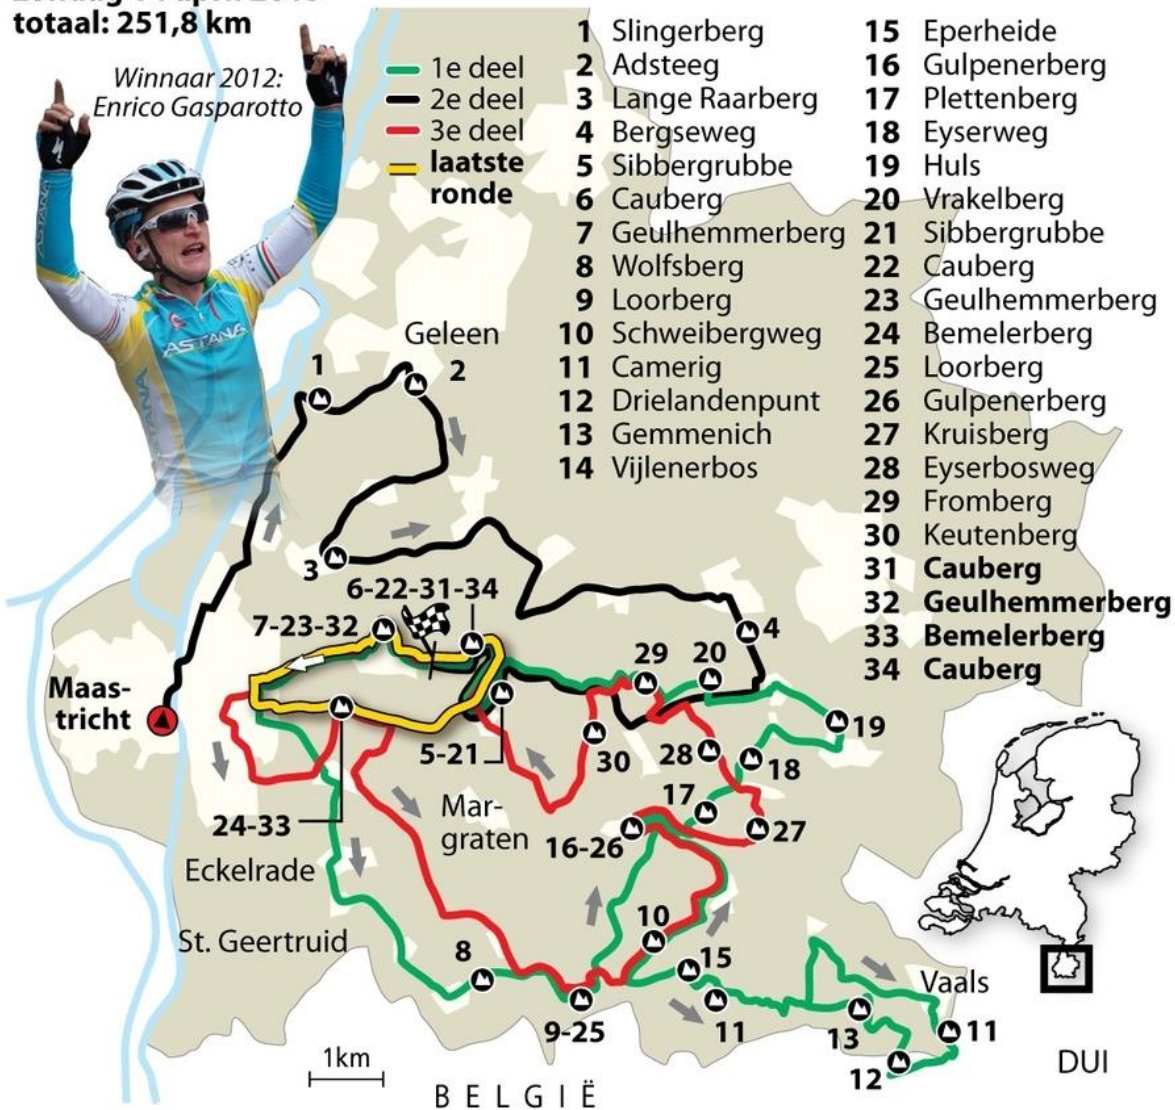 totaal: 251,8 km
Winnaar 2012:
Enrico Gasparotto
1e deel
2e deel
3e deel
laatste
ronde
1 Slingerberg
2 Adsteeg
3 Lange Raarberg
4 Bergseweg
5 Sibbergrubbe
6 Cauberg
7 Geulhemmerberg
8 Wolfsberg
9 Loorberg
10 Schweibergweg
11 Camerig
12 Drielandenpunt
13 Gemmenich
14 Vijlenerbos
15 Eperheide
16 Gulpenerberg
17 Plettenberg
18 Eyserweg
19 Huls
20 Vrakelberg
21 Sibbergrubbe
22 Cauberg
23 Geulhemmerberg
24 Bemelerberg
25 Loorberg
26 Gulpenerberg
27 Kruisberg
28 Eyserbosweg
29 Fromberg
30 Keutenberg
31 Cauberg
32 Geulhemmerberg
33 Bemelerberg
34 Cauberg
ASTANA
Geleen
1
2
3
6-22-31-34
7-23-32
4
29
20
Maas-
tricht
19
5-21
30
28
18
17
Mar-
graten
24-33
16-26
27
Eckelrade
10
St. Geertruid
8
15
Vaals
9-25
11
13
11
12
1km
DUI
BELGIË